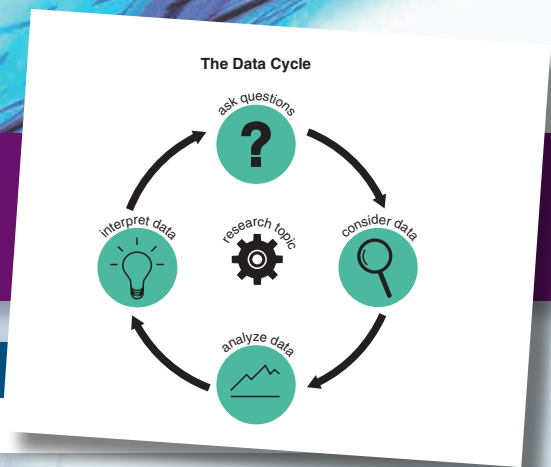 The Data Cycle
ask questions
consider data
research topic
interpret data
analyze data